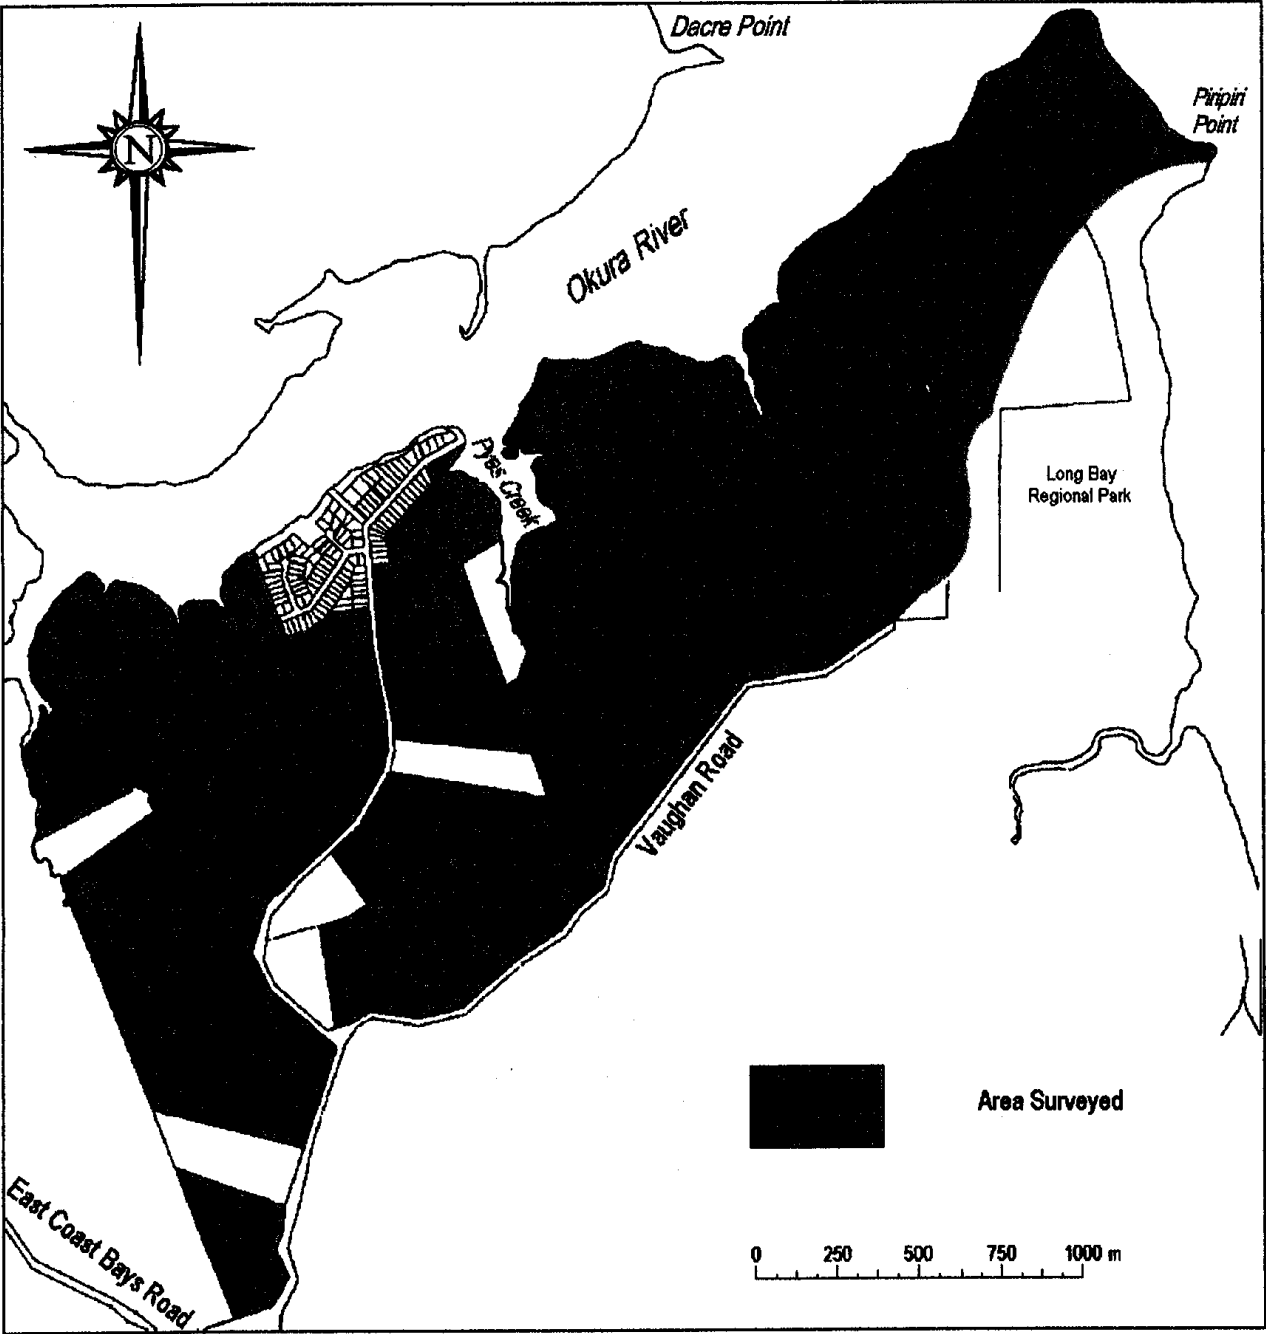 Dacre Point
Piripiri
Point
N
Okura River
Pyes Creek
Long Bay
Regional Park
Vaughan Road
Area Surveyed
East Coast Bays Road
0 250 500 750 1000 m